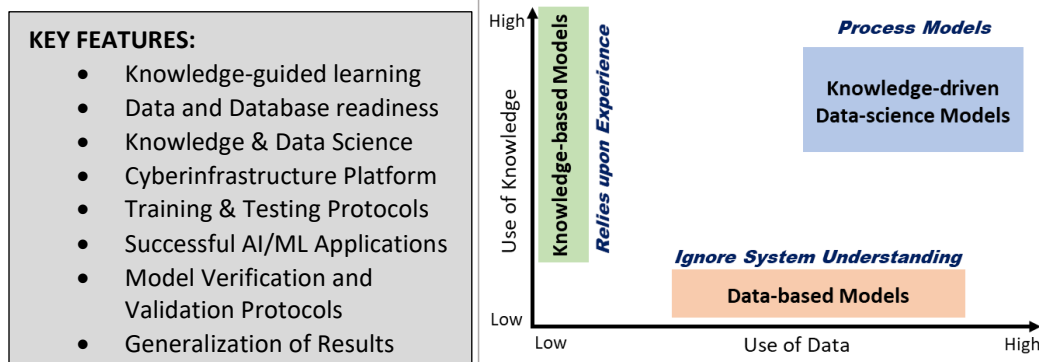 KEY FEATURES:
• Knowledge-guided learning
• Data and Database readiness
• Knowledge & Data Science
• Cyberinfrastructure Platform
• Training & Testing Protocols
• Successful AI/ML Applications
• Model Verification and
Validation Protocols
• Generalization of Results
High
Use of Knowledge
Low
Knowledge-based Models
Relies upon Experience
Process Models
Knowledge-driven
Data-science Models
Ignore System Understanding
Data-based Models
Low
Use of Data
High